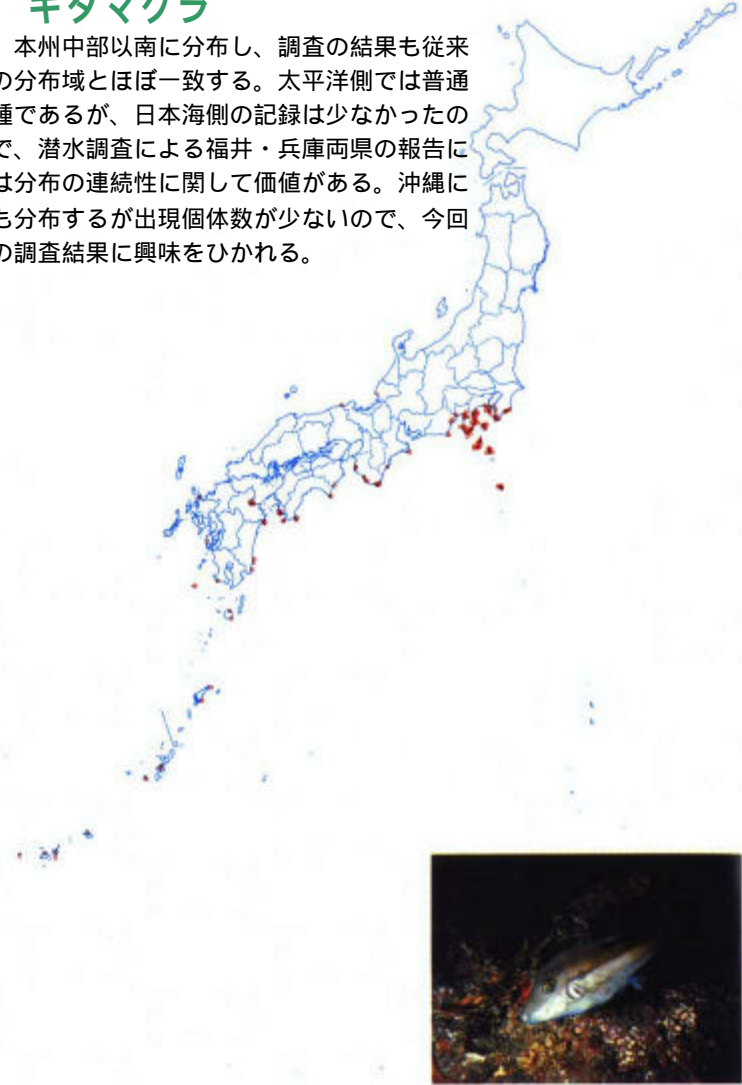 キタマクラ
本州中部以南に分布し、調査の結果も従来
の分布域とほぼ一致する。太平洋側では普通
種であるが、日本海側の記録は少なかったの
で、潜水調査による福井・兵庫両県の報告に
は分布の連続性に関して価値がある。沖縄に
も分布するが出現個体数が少ないので、今回
の調査結果に興味をひかれる。